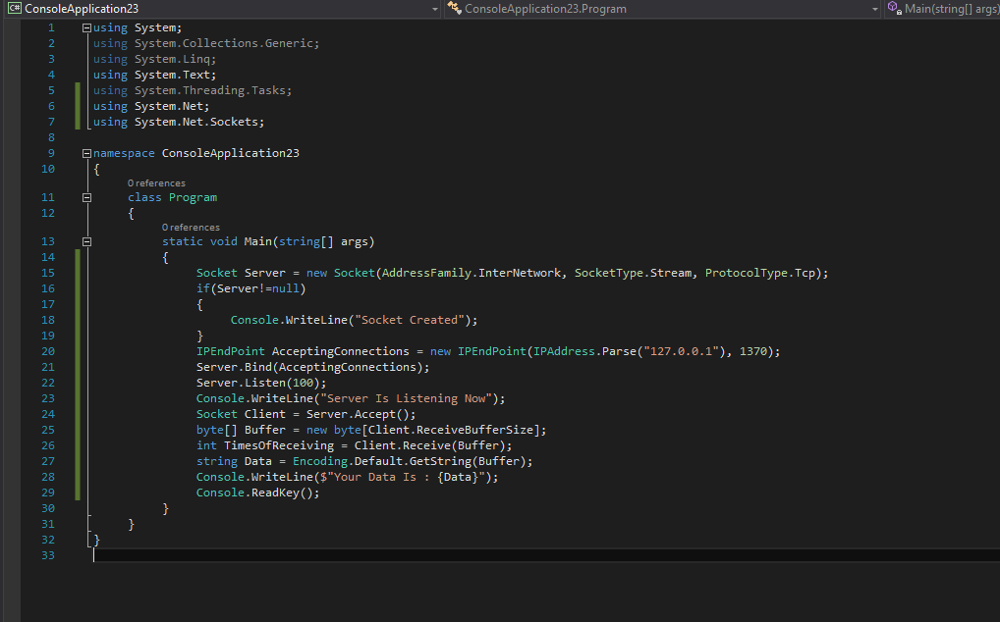 C# ConsoleApplication23 ConsoleApplication23.Program Main(string[] args)
1 using System;
2 using System.Collections.Generic;
3 using System.Linq;
4 using System.Text;
5 using System.Threading.Tasks;
6 using System.Net;
7 using System.Net.Sockets;
8
9 namespace ConsoleApplication23
10 {
0 references
11 class Program
12 {
0 references
13 static void Main(string[] args)
14 {
15 Socket Server = new Socket(AddressFamily.InterNetwork, SocketType.Stream, ProtocolType.Tcp);
16 if(Server!=null)
17 {
18 Console.WriteLine("Socket Created");
19 }
20 IPEndPoint AcceptingConnections = new IPEndPoint(IPAddress.Parse("127.0.0.1"), 1370);
21 Server.Bind(AcceptingConnections);
22 Server.Listen(100);
23 Console.WriteLine("Server Is Listening Now");
24 Socket Client = Server.Accept();
25 byte[] Buffer = new byte[Client.ReceiveBufferSize];
26 int TimesOfReceiving = Client.Receive(Buffer);
27 string Data = Encoding.Default.GetString(Buffer);
28 Console.WriteLine($"Your Data Is : {Data}");
29 Console.ReadKey();
30 }
31 }
32 }
33